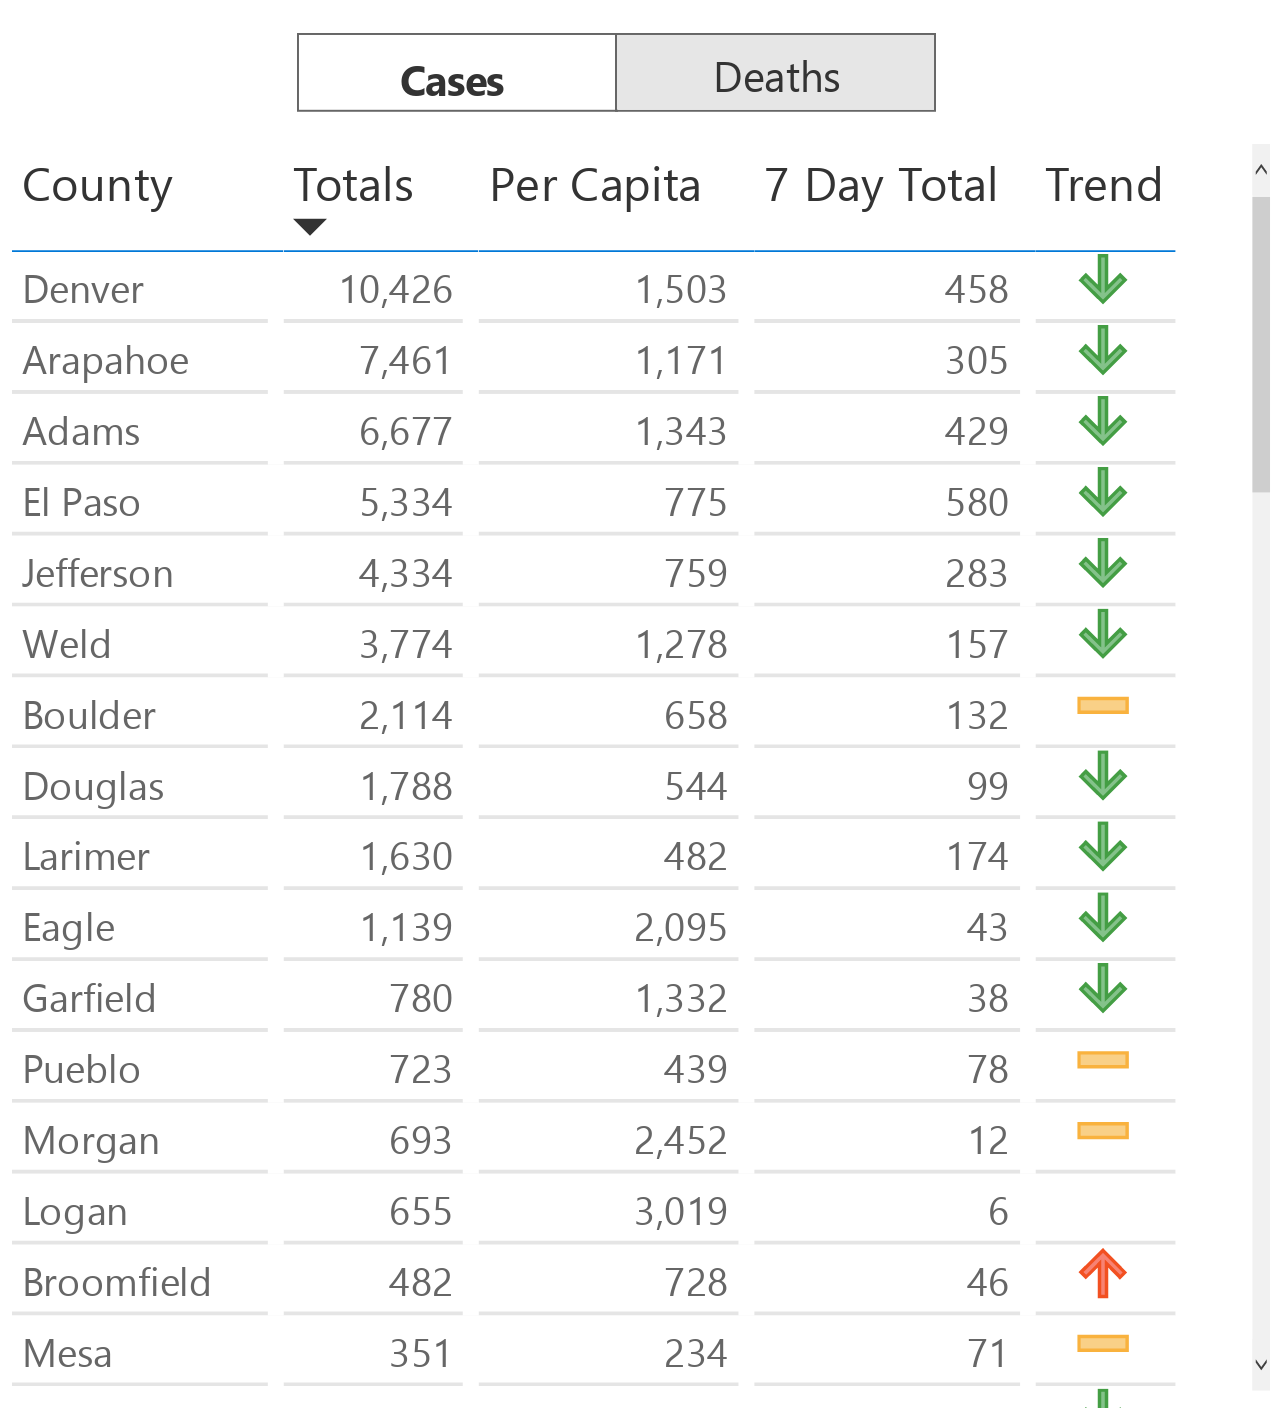 Cases Deaths
County Totals Per Capita 7 Day Total Trend
Denver 10,426 1,503 458
Arapahoe 7,461 1,171 305
Adams 6,677 1,343 429
El Paso 5,334 775 580
Jefferson 4,334 759 283
Weld 3,774 1,278 157
Boulder 2,114 658 132
Douglas 1,788 544 99
Larimer 1,630 482 174
Eagle 1,139 2,095 43
Garfield 780 1,332 38
Pueblo 723 439 78
Morgan 693 2,452 12
Logan 655 3,019 6
Broomfield 482 728 46
Mesa 351 234 71